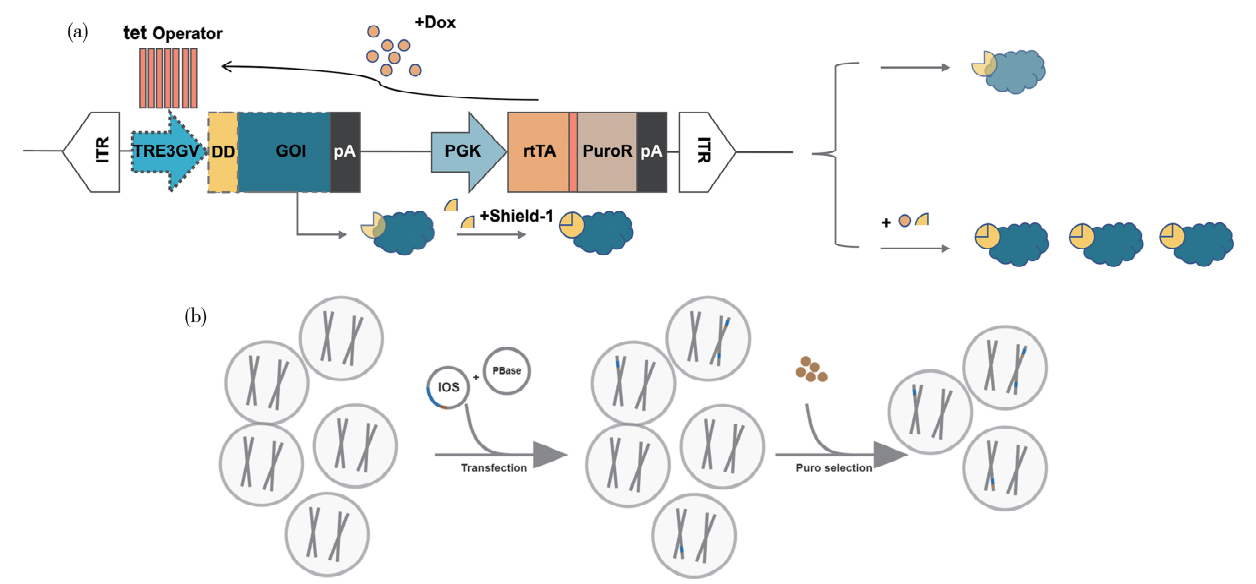 (a)
tet Operator
+Dox
ITR
TRE3GV
DD
GOI
pA
PGK
rtTA
PuroR
pA
ITR
+Shield-1
+
(b)
IOS
+
PBase
Transfection
Puro selection